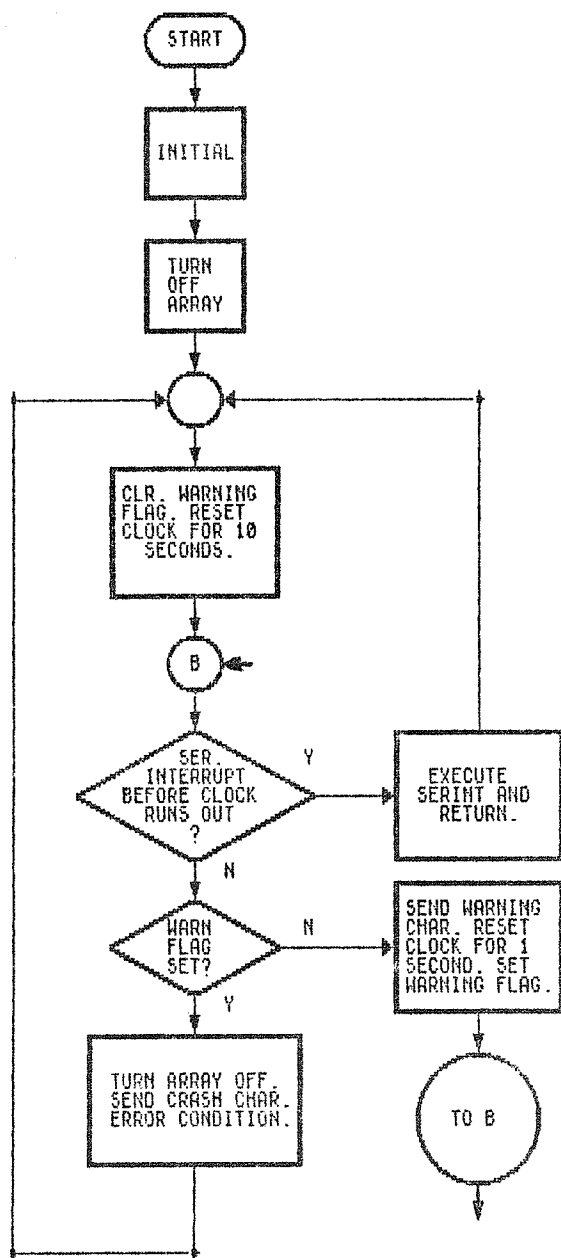 START
INITIAL
TURN
OFF
ARRAY
CLR. WARNING
FLAG. RESET
CLOCK FOR 10
SECONDS.
B
SER.
INTERRUPT
BEFORE CLOCK
RUNS OUT
?
Y
EXECUTE
SERINT AND
RETURN.
N
WARN
FLAG
SET?
N
SEND WARNING
CHAR. RESET
CLOCK FOR 1
SECOND. SET
WARNING FLAG.
Y
TURN ARRAY OFF.
SEND CRASH CHAR.
ERROR CONDITION.
TO B